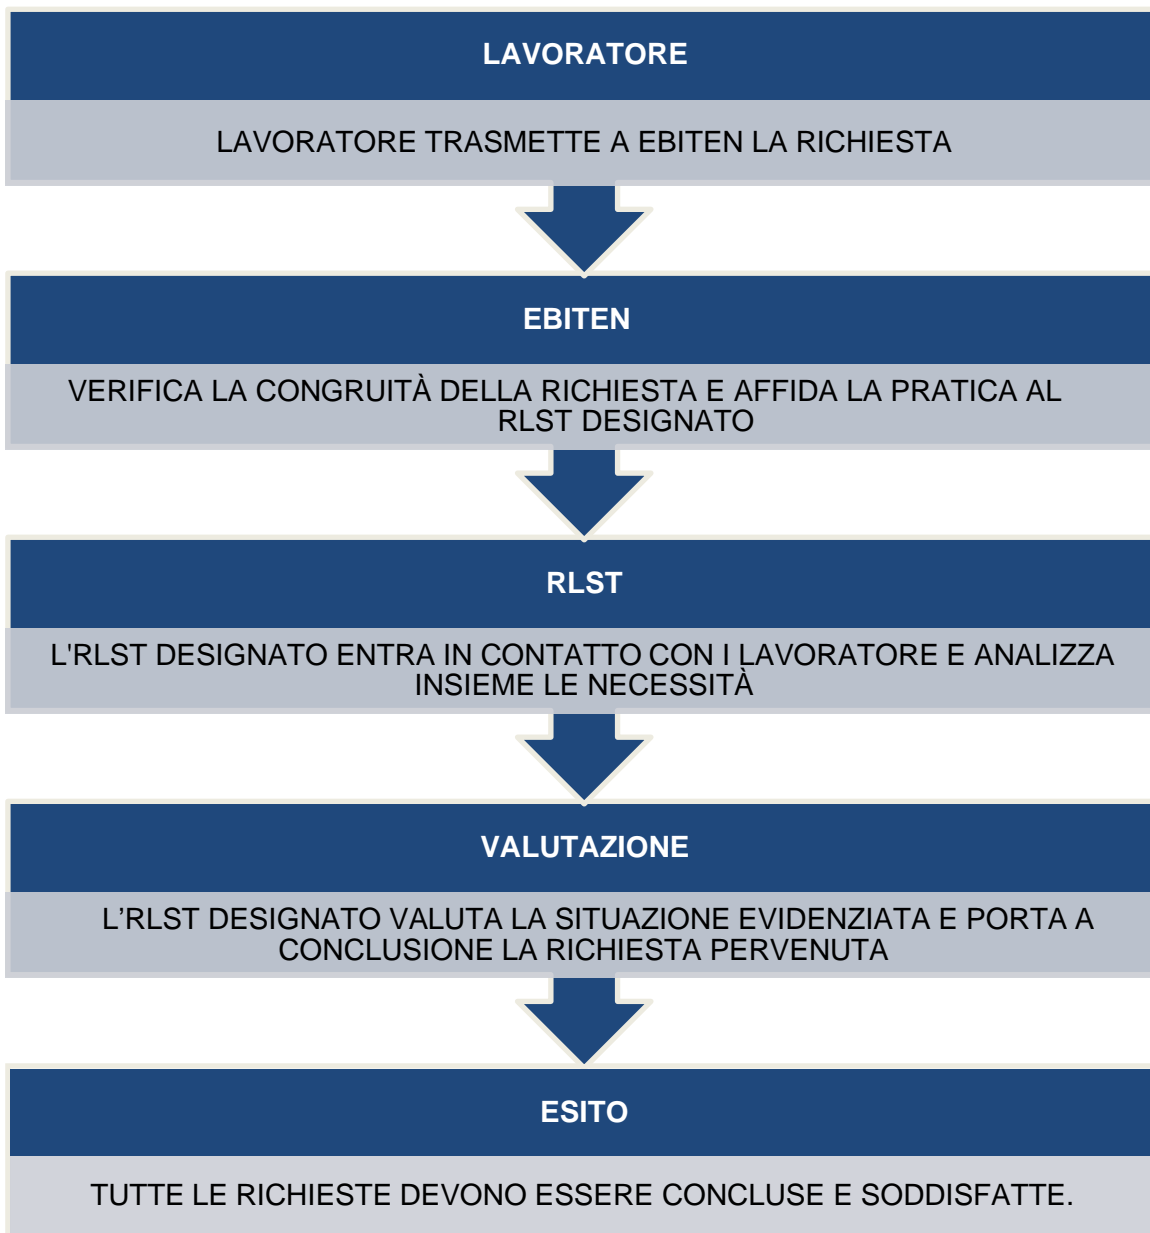 LAVORATORE
LAVORATORE TRASMETTE A EBITEN LA RICHIESTA
EBITEN
VERIFICA LA CONGRUITÀ DELLA RICHIESTA E AFFIDA LA PRATICA AL
RLST DESIGNATO
RLST
L'RLST DESIGNATO ENTRA IN CONTATTO CON I LAVORATORE E ANALIZZA
INSIEME LE NECESSITÀ
VALUTAZIONE
L’RLST DESIGNATO VALUTA LA SITUAZIONE EVIDENZIATA E PORTA A
CONCLUSIONE LA RICHIESTA PERVENUTA
ESITO
TUTTE LE RICHIESTE DEVONO ESSERE CONCLUSE E SODDISFATTE.